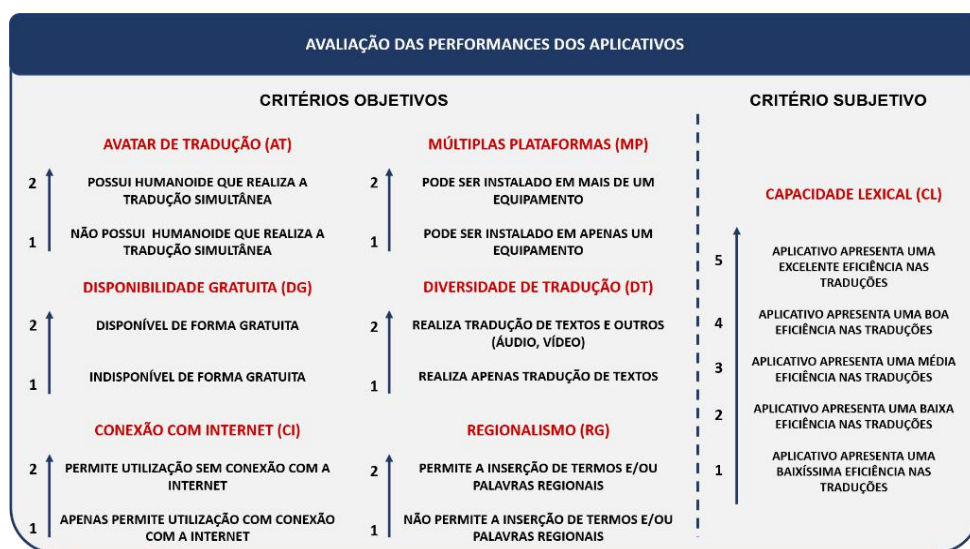 AVALIAÇÃO DAS PERFORMANCES DOS APLICATIVOS
CRITÉRIOS OBJETIVOS
AVATAR DE TRADUÇÃO (AT)
2
POSSUI HUMANOIDE QUE REALIZA A
TRADUÇÃO SIMULTÂNEA
1
NÃO POSSUI HUMANOIDE QUE REALIZA A
TRADUÇÃO SIMULTÂNEA
MÚLTIPLAS PLATAFORMAS (MP)
2
PODE SER INSTALADO EM MAIS DE UM
EQUIPAMENTO
1
PODE SER INSTALADO EM APENAS UM
EQUIPAMENTO
DISPONIBILIDADE GRATUITA (DG)
2
DISPONÍVEL DE FORMA GRATUITA
1
INDISPONÍVEL DE FORMA GRATUITA
DIVERSIDADE DE TRADUÇÃO (DT)
2
REALIZA TRADUÇÃO DE TEXTOS E OUTROS
(ÁUDIO, VÍDEO)
1
REALIZA APENAS TRADUÇÃO DE TEXTOS
CONEXÃO COM INTERNET (CI)
2
PERMITE UTILIZAÇÃO SEM CONEXÃO COM A
INTERNET
1
APENAS PERMITE UTILIZAÇÃO COM CONEXÃO
COM A INTERNET
REGIONALISMO (RG)
2
PERMITE A INSERÇÃO DE TERMOS E/OU
PALAVRAS REGIONAIS
1
NÃO PERMITE A INSERÇÃO DE TERMOS E/OU
PALAVRAS REGIONAIS
CRITÉRIO SUBJETIVO
CAPACIDADE LEXICAL (CL)
5
APLICATIVO APRESENTA UMA
EXCELENTE EFICIÊNCIA NAS
TRADUÇÕES
4
APLICATIVO APRESENTA UMA BOA
EFICIÊNCIA NAS TRADUÇÕES
3
APLICATIVO APRESENTA UMA MÉDIA
EFICIÊNCIA NAS TRADUÇÕES
2
APLICATIVO APRESENTA UMA BAIXA
EFICIÊNCIA NAS TRADUÇÕES
1
APLICATIVO APRESENTA UMA
BAIXÍSSIMA EFICIÊNCIA NAS
TRADUÇÕES